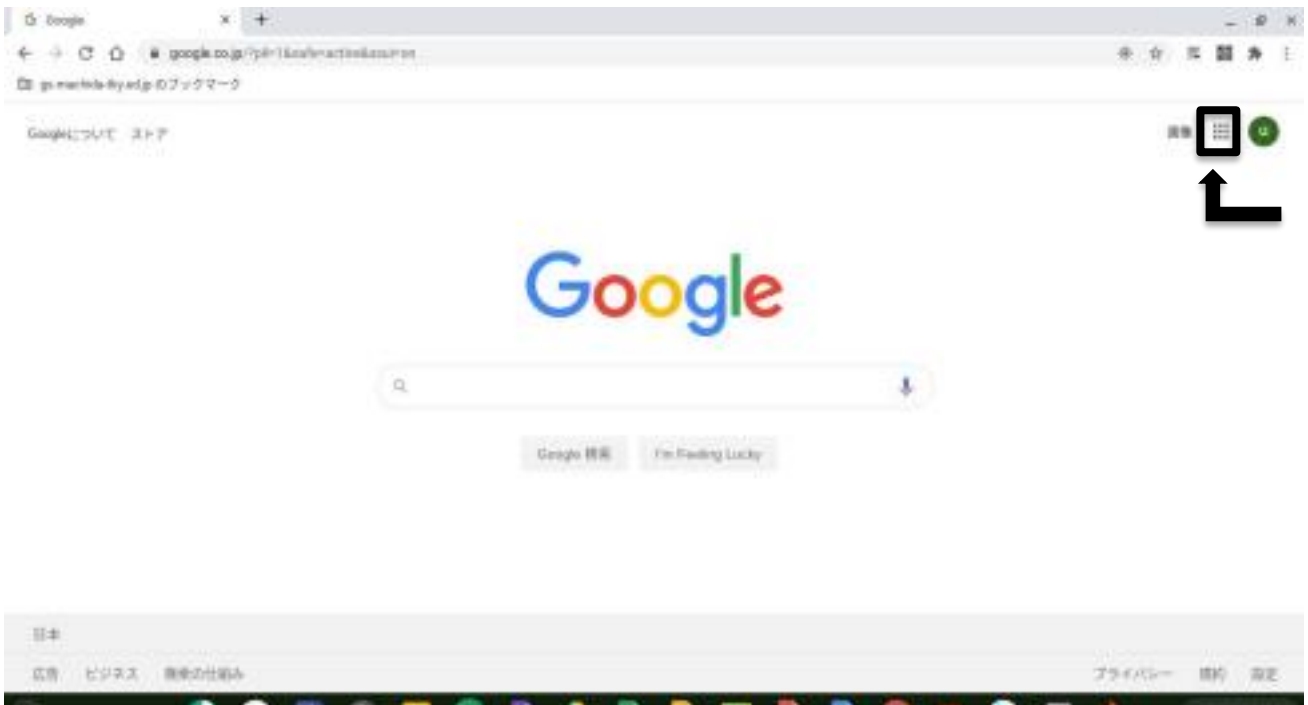 Google
google.co.jp
のブックマーク
Googleについて ストア
画像
Google
Google 検索 I'm Feeling Lucky
日本
広告 ビジネス 検索の仕組み
プライバシー 規約 設定